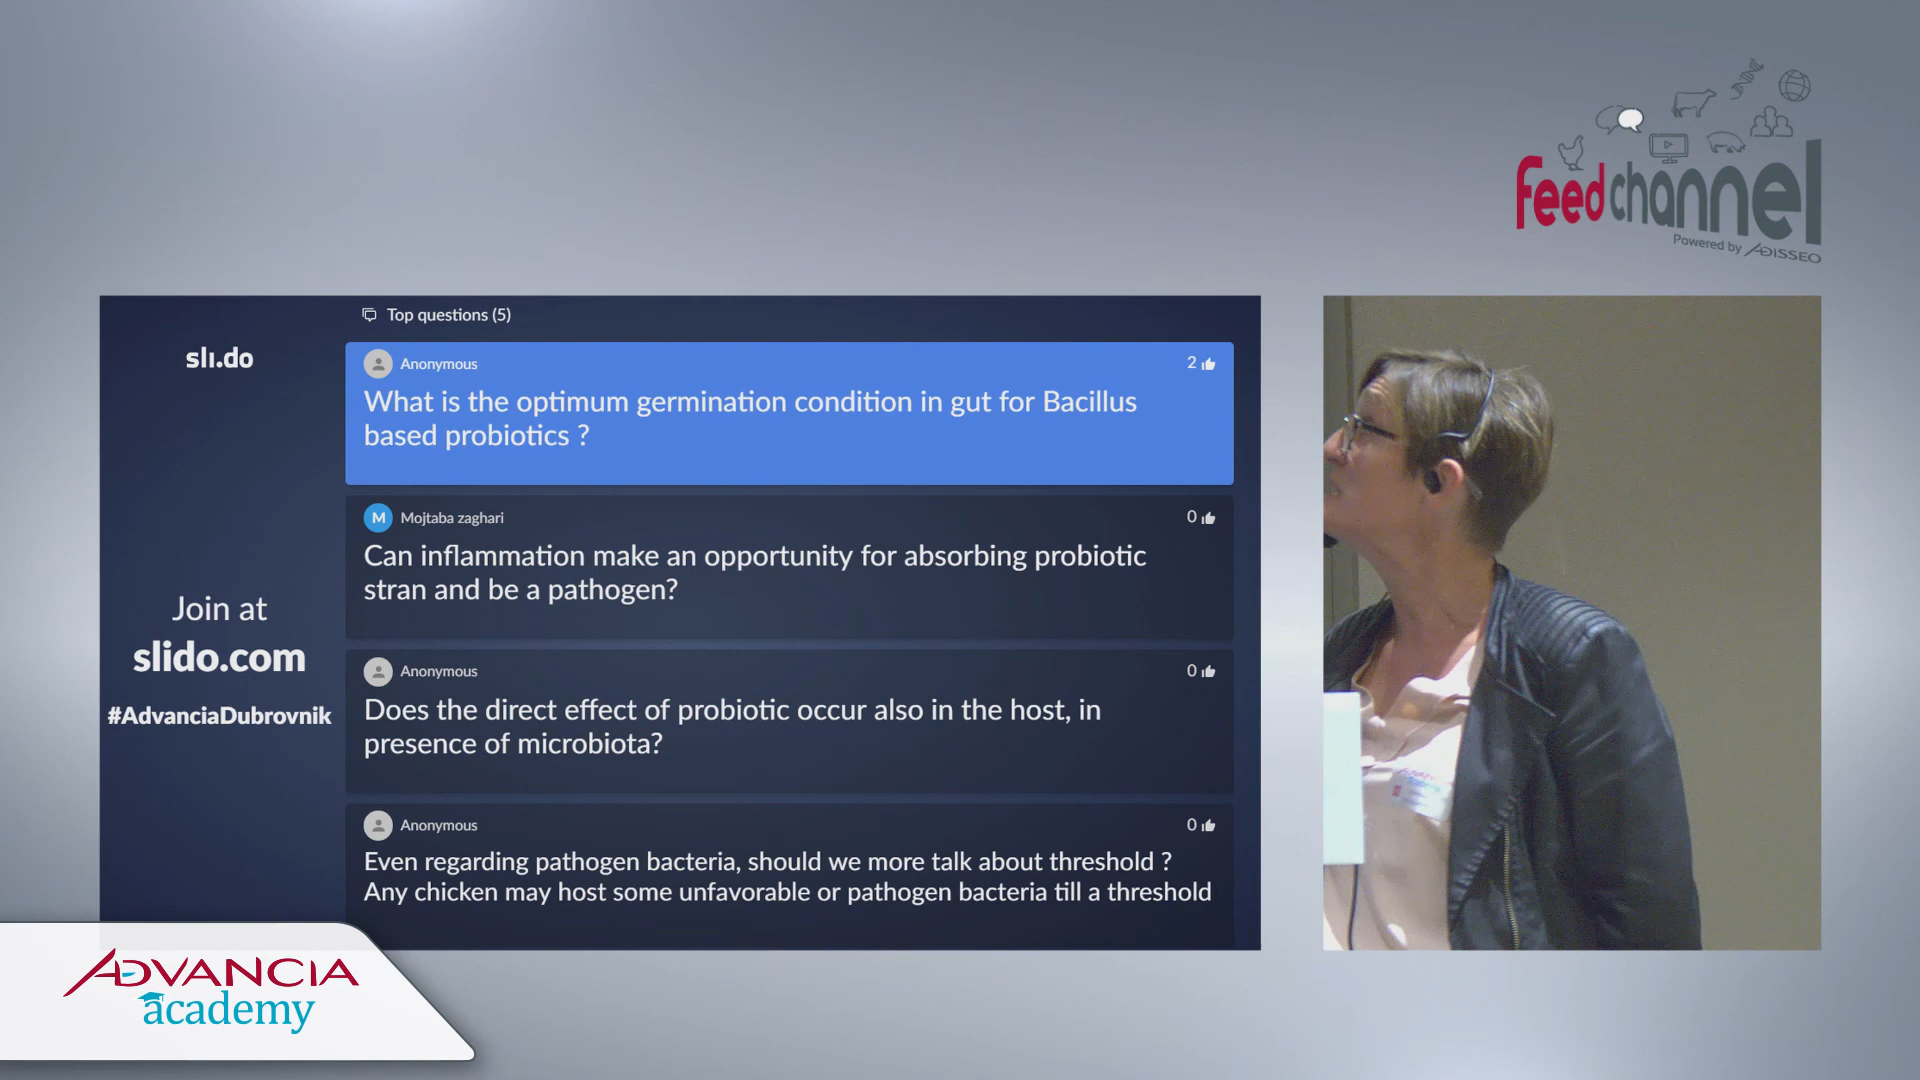 feedchannel
Powered by ADISSEO
sli.do
Join at
slido.com
#AdvanciaDubrovnik
Top questions (5)
Anonymous
2
What is the optimum germination condition in gut for Bacillus
based probiotics ?
M
Mojtaba zaghari
0
Can inflammation make an opportunity for absorbing probiotic
stran and be a pathogen?
Anonymous
0
Does the direct effect of probiotic occur also in the host, in
presence of microbiota?
Anonymous
0
Even regarding pathogen bacteria, should we more talk about threshold ?
Any chicken may host some unfavorable or pathogen bacteria till a threshold
ADVANCIA
academy